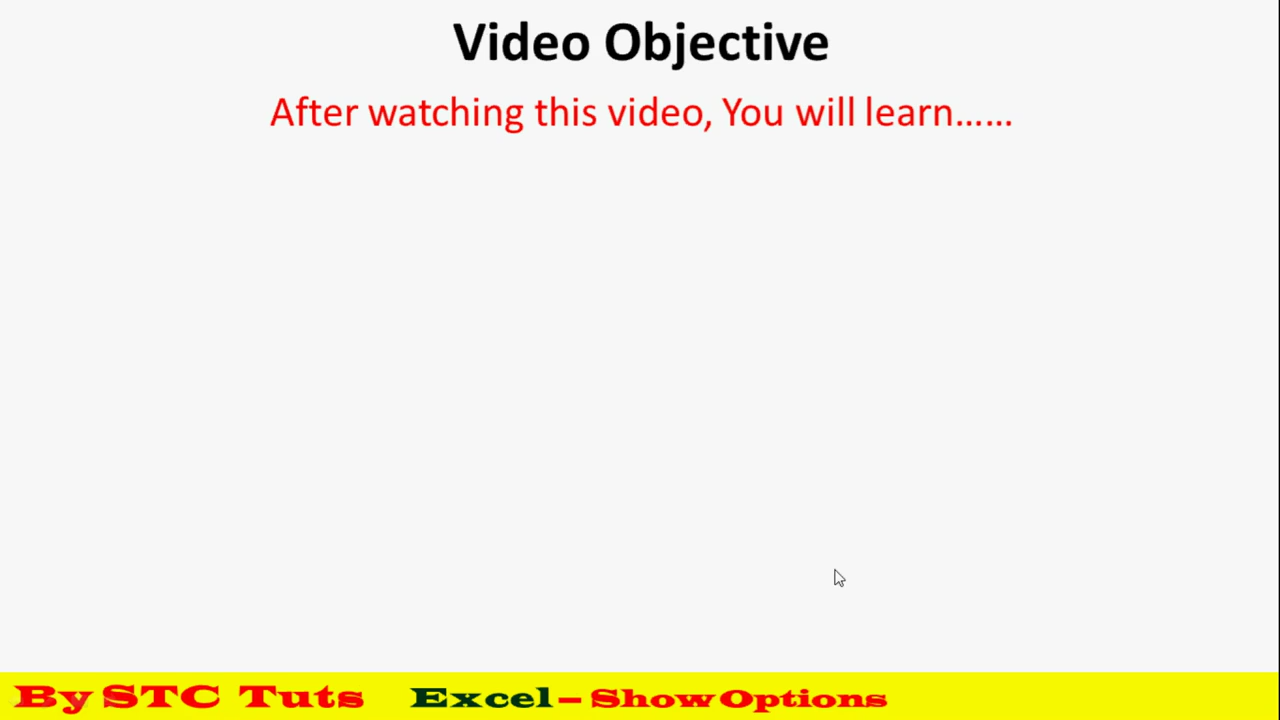 Video Objective
After watching this video, You will learn......
By STC Tuts Excel – Show Options